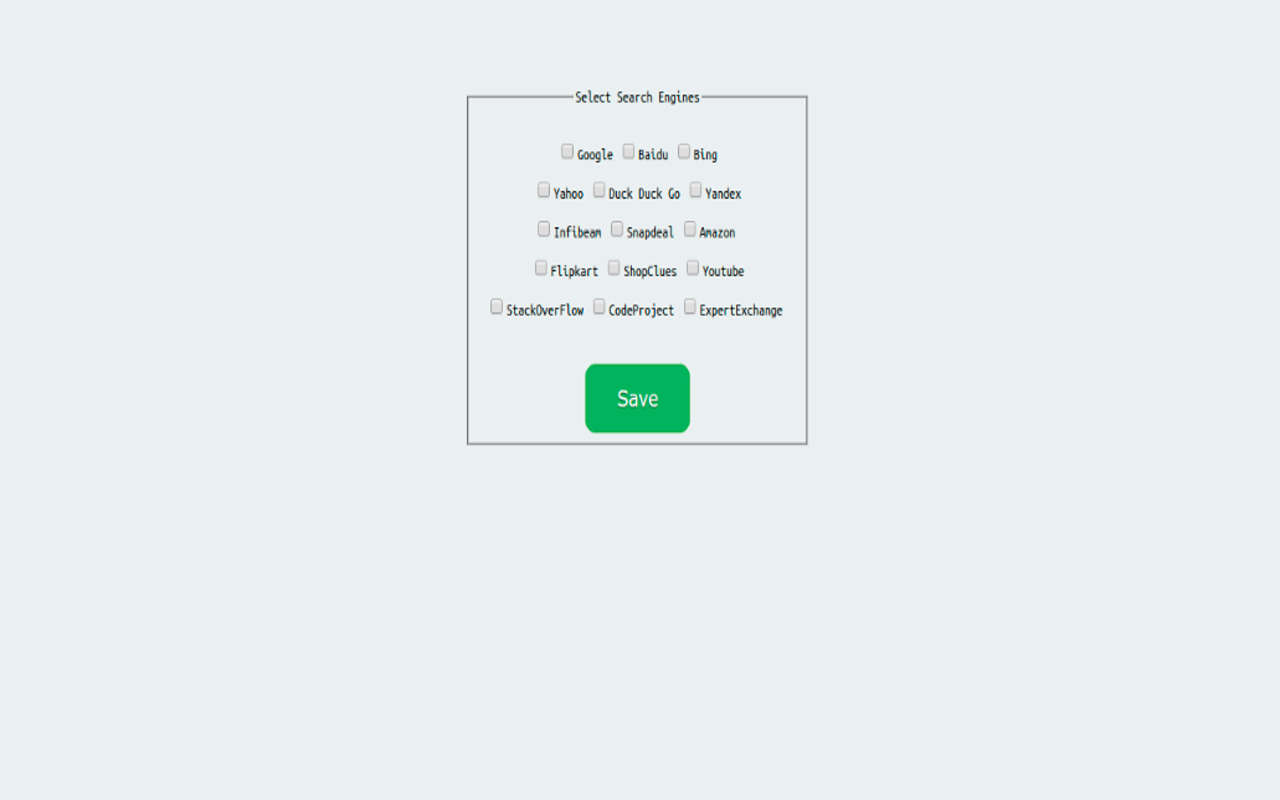 Select Search Engines
Google Baidu Bing
Yahoo Duck Duck Go Yandex
Infibeam Snapdeal Amazon
Flipkart ShopClues Youtube
StackOverFlow CodeProject ExpertExchange
Save